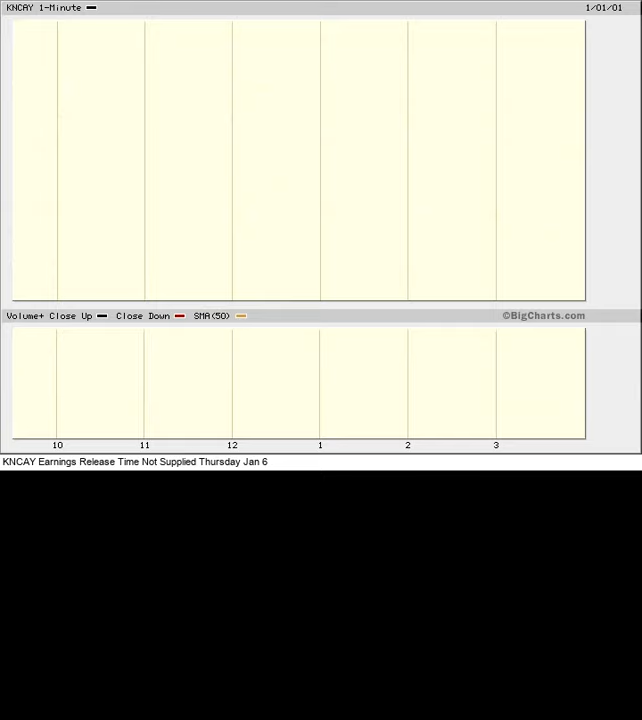 KNCAY 1-Minute 1/01/01
Volume+ Close Up Close Down SMA(50) ©BigCharts.com
10 11 12 1 2 3
KNCAY Earnings Release Time Not Supplied Thursday Jan 6